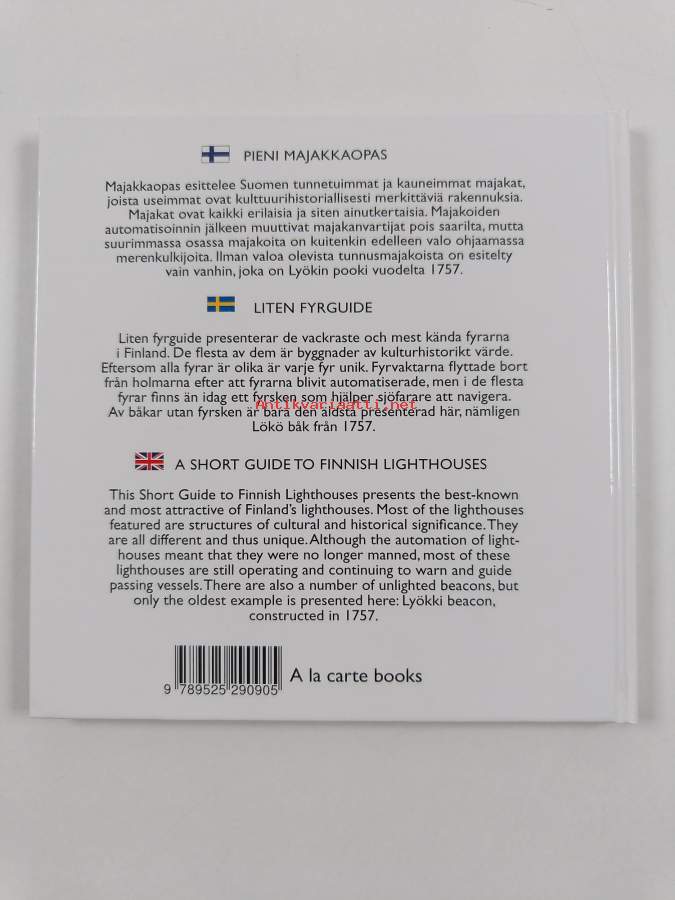 PIENI MAJAKKAOPAS
Majakkaopas esittelee Suomen tunnetuimmat ja kauneimmat majakat,
joista useimmat ovat kulttuurihistoriallisesti merkittäviä rakennuksia.
Majakat ovat kaikki erilaisia ja siten ainutkertaisia. Majakoiden
automatisoinnin jälkeen muuttivat majakanvartijat pois saarilta, mutta
suurimmassa osassa majakoita on kuitenkin edelleen valo ohjaamassa
merenkulkijoita. Ilman valoa olevista tunnusmajakoista on esitelty
vain vanhin, joka on Lyökin pooki vuodelta 1757.
LITEN FYRGUIDE
Liten fyrguide presenterar de vackraste och mest kända fyrarna
i Finland. De flesta av dem är byggnader av kulturhistorikt värde.
Eftersom alla fyrar är olika är varje fyr unik. Fyrvaktarna flyttade bort
från holmarna efter att fyrarna blivit automatiserade, men i de flesta
fyrar finns än idag ett fyrsken som hjälper sjöfarare att navigera.
Antikvariaatti.net
Av båkar utan fyrsken är bara den äldsta presenterad här, nämligen
Lökö båk från 1757.
A SHORT GUIDE TO FINNISH LIGHTHOUSES
This Short Guide to Finnish Lighthouses presents the best-known
and most attractive of Finland's lighthouses. Most of the lighthouses
featured are structures of cultural and historical significance. They
are all different and thus unique. Although the automation of light-
houses meant that they were no longer manned, most of these
lighthouses are still operating and continuing to warn and guide
passing vessels. There are also a number of unlighted beacons, but
only the oldest example is presented here: Lyökki beacon,
constructed in 1757.
9 789525 290905
A la carte books